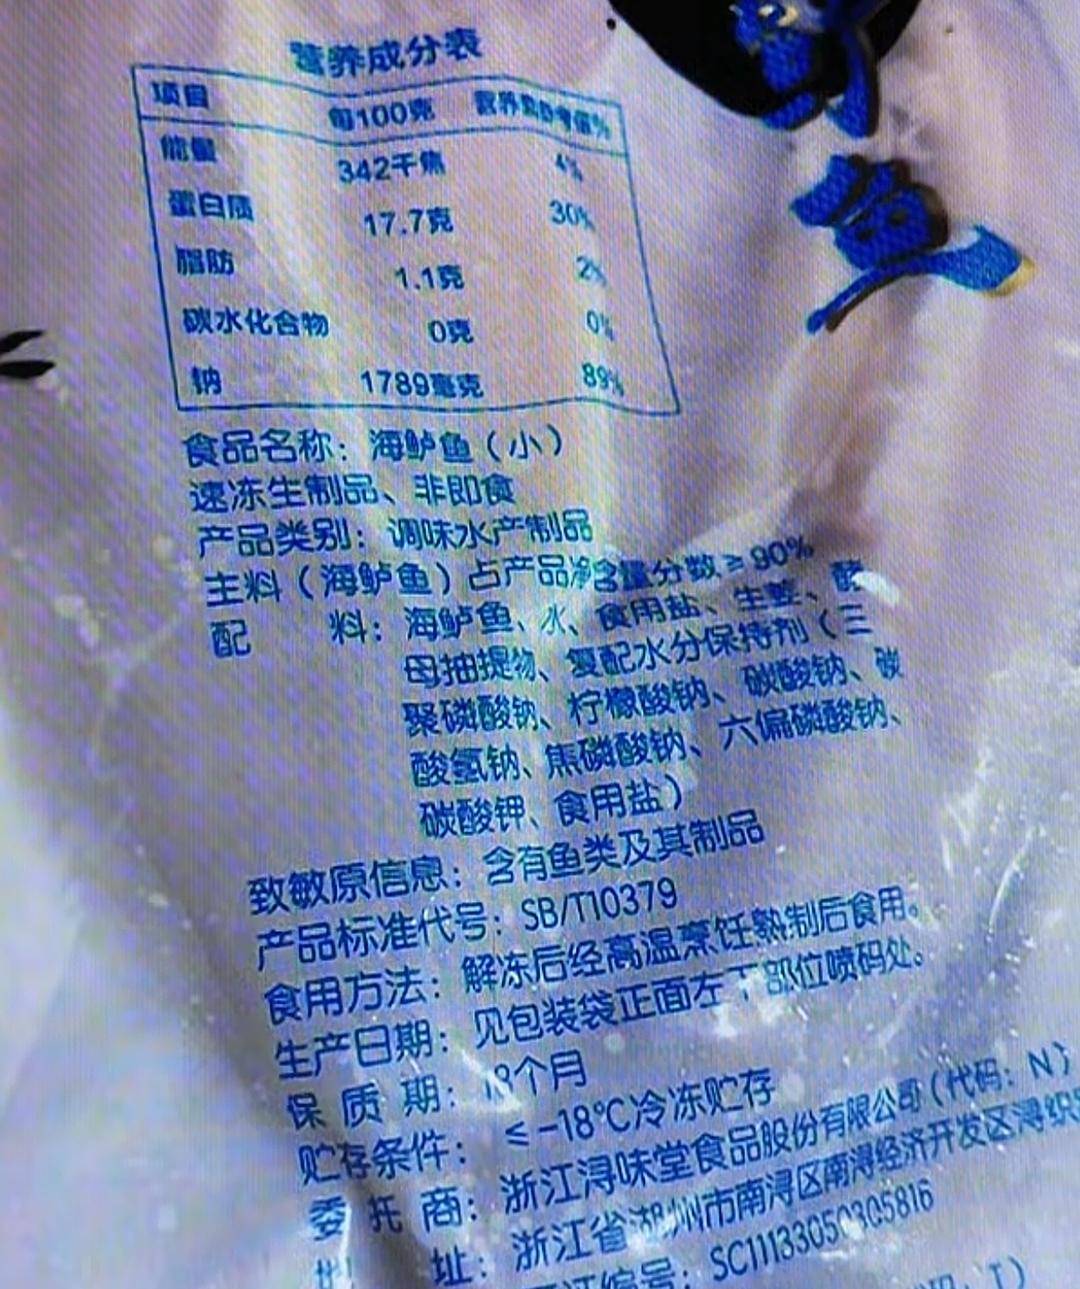 营养成分表
项目 每100克 营养素参考值%
能量 342千焦 4%
蛋白质 17.7克 30%
脂肪 1.1克 2%
碳水化合物 0克 0%
钠 1789毫克 89%
食品名称：海鲈鱼（小）
速冻生制品、非即食
产品类别：调味水产制品
主料（海鲈鱼）占产品净含量分数≥90%
配 料：海鲈鱼、水、食用盐、生姜、酵
母抽提物、复配水分保持剂（三
聚磷酸钠、柠檬酸钠、碳酸钠、碳
酸氢钠、焦磷酸钠、六偏磷酸钠、
碳酸钾、食用盐）
致敏原信息：含有鱼类及其制品
产品标准代号：SB/T10379
食用方法：解冻后经高温烹饪熟制后食用。
生产日期：见包装袋正面左下部位喷码处。
保质期：18个月
贮存条件：≤-18℃冷冻贮存
委托商：浙江浔味堂食品股份有限公司（代码：N）
地 址：浙江省湖州市南浔区南浔经济开发区浔织
证编号：SC11133050305816
鱼